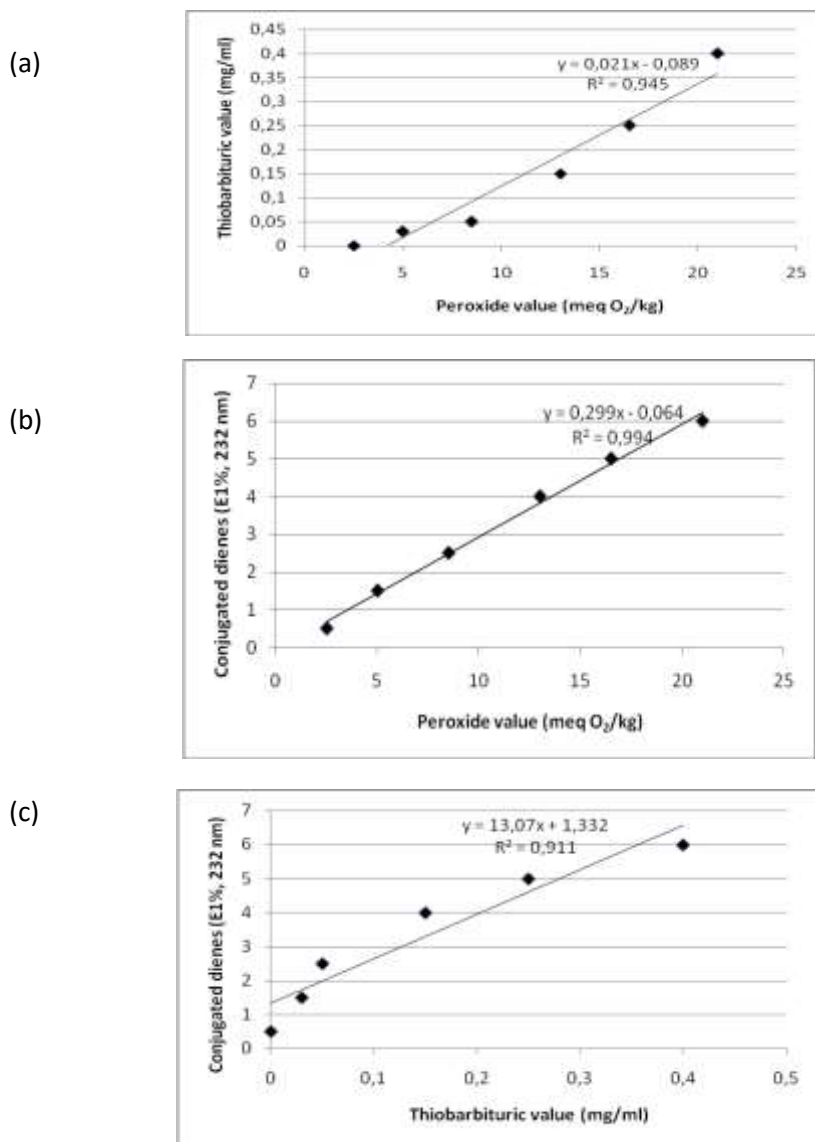 (a)
Thiobarbituric value (mg/ml)
0,45
0,4
0,35
0,3
0,25
0,2
0,15
0,1
0,05
0
y = 0,021x - 0,089
R² = 0,945
0 5 10 15 20 25
Peroxide value (meq O₂/kg)
(b)
Conjugated dienes (E1%, 232 nm)
7
6
5
4
3
2
1
0
y = 0,299x - 0,064
R² = 0,994
0 5 10 15 20 25
Peroxide value (meq O₂/kg)
(c)
Conjugated dienes (E1%, 232 nm)
7
6
5
4
3
2
1
0
y = 13,07x + 1,332
R² = 0,911
0 0,1 0,2 0,3 0,4 0,5
Thiobarbituric value (mg/ml)